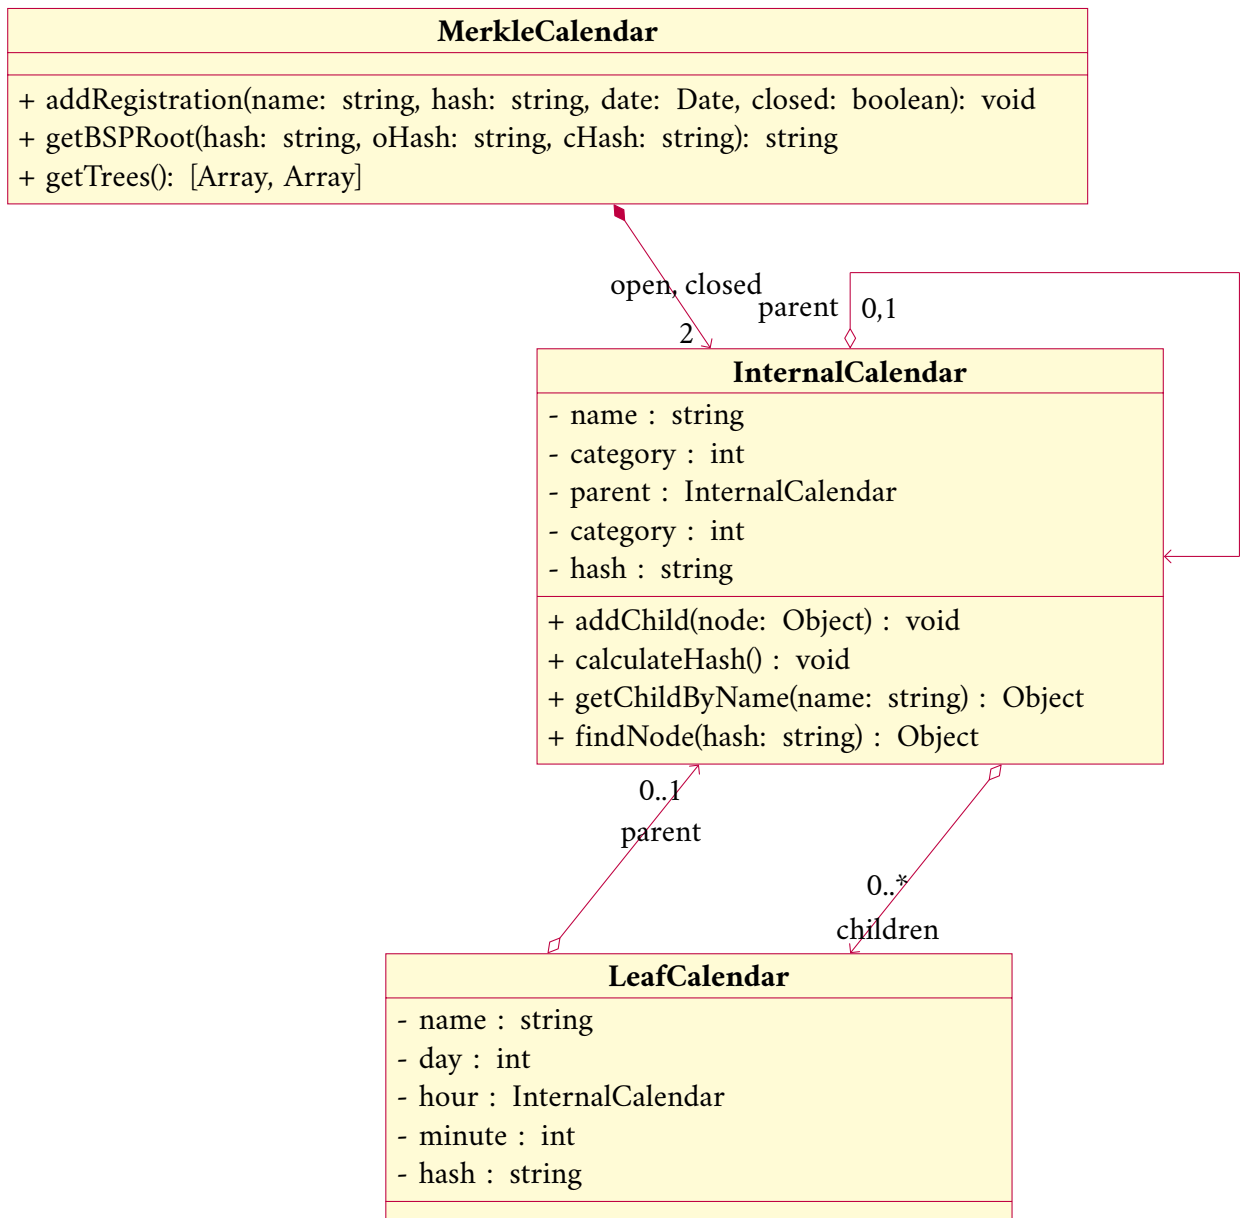 MerkleCalendar
+ addRegistration(name: string, hash: string, date: Date, closed: boolean): void
+ getBSPRoot(hash: string, oHash: string, cHash: string): string
+ getTrees(): [Array, Array]
open, closed
2
parent
0,1
InternalCalendar
- name : string
- category : int
- parent : InternalCalendar
- category : int
- hash : string
+ addChild(node: Object) : void
+ calculateHash() : void
+ getChildByName(name: string) : Object
+ findNode(hash: string) : Object
0..1
parent
0..*
children
LeafCalendar
- name : string
- day : int
- hour : InternalCalendar
- minute : int
- hash : string